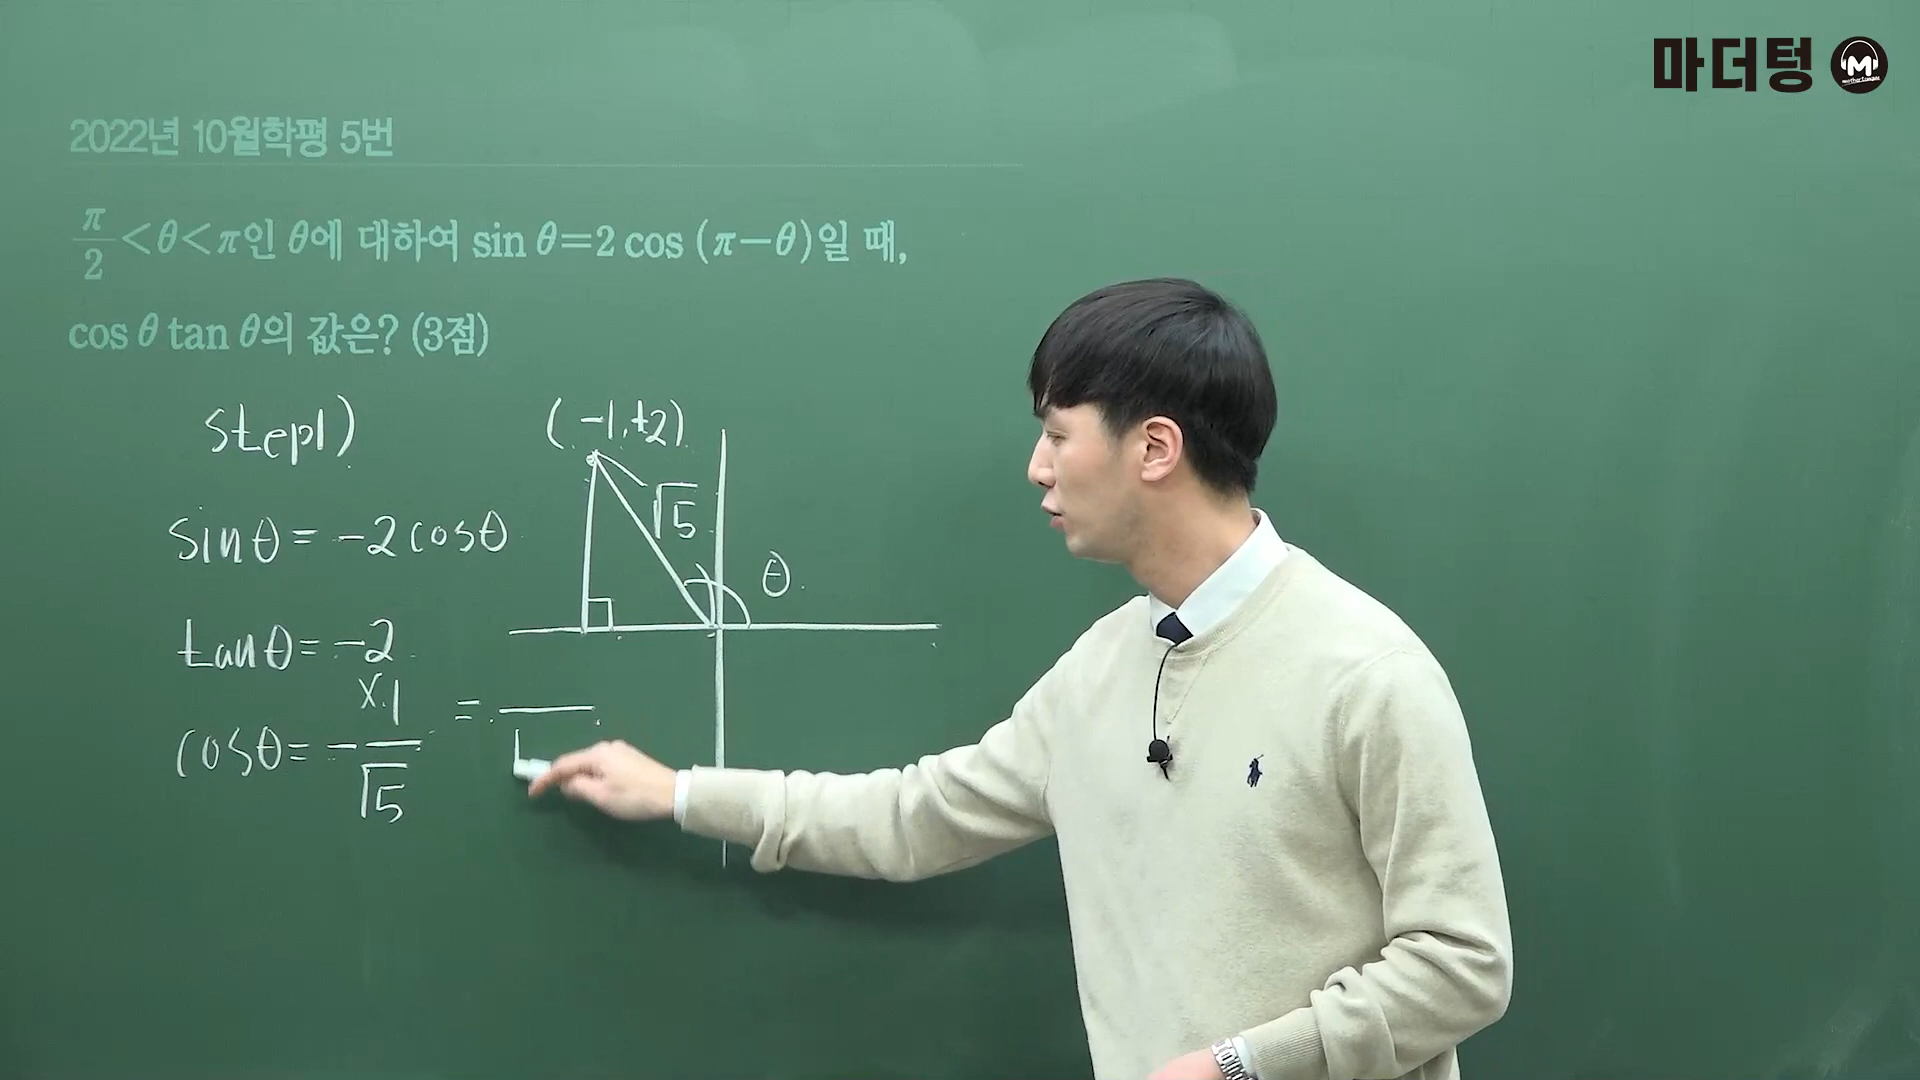 마더텅
M
2022년 10월학평 5번
π/2<θ<π인 θ에 대하여 sin θ=2 cos (π−θ)일 때,
cos θ tan θ의 값은? (3점)
step1)
(-1,+2)
√5
sinθ= -2cosθ
θ
tanθ= -2
×1
cosθ= -1/√5 =